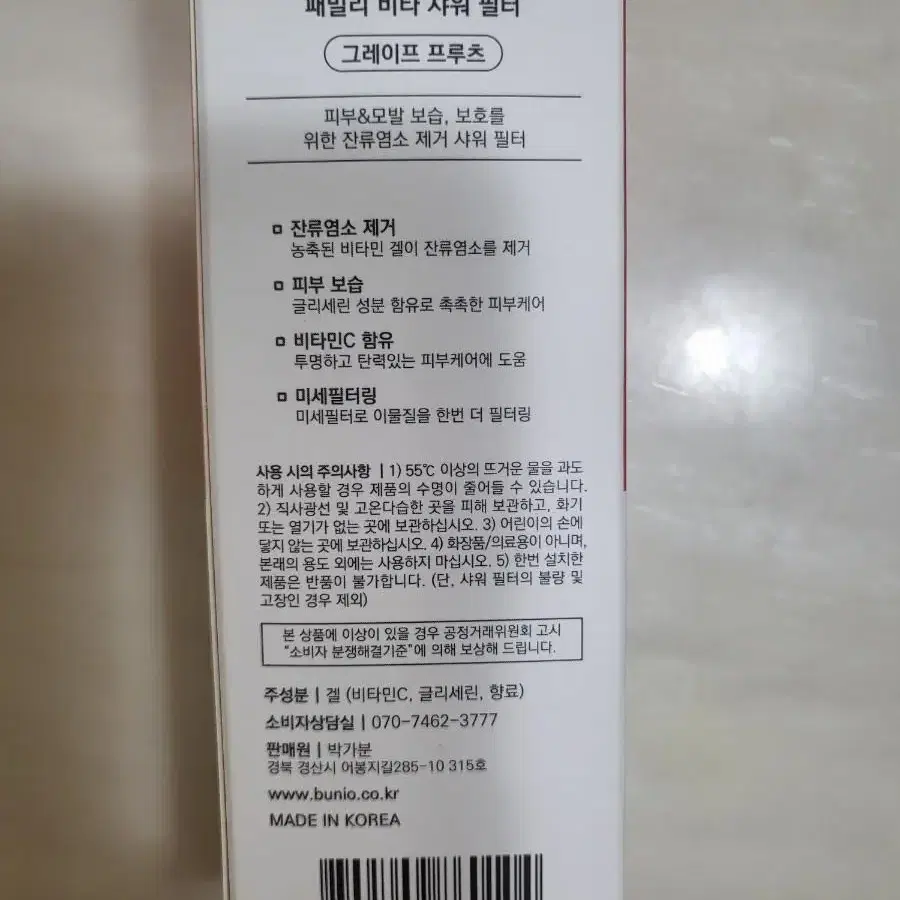 패밀리 비타 샤워 필터
그레이프 프루츠
피부&모발 보습, 보호를
위한 잔류염소 제거 샤워 필터
잔류염소 제거
농축된 비타민 겔이 잔류염소를 제거
피부 보습
글리세린 성분 함유로 촉촉한 피부케어
비타민C 함유
투명하고 탄력있는 피부케어에 도움
미세필터링
미세필터로 이물질을 한번 더 필터링
사용 시의 주의사항 | 1) 55℃ 이상의 뜨거운 물을 과도
하게 사용할 경우 제품의 수명이 줄어들 수 있습니다.
2) 직사광선 및 고온다습한 곳을 피해 보관하고, 화기
또는 열기가 없는 곳에 보관하십시오. 3) 어린이의 손에
닿지 않는 곳에 보관하십시오. 4) 화장품/의료용이 아니며,
본래의 용도 외에는 사용하지 마십시오. 5) 한번 설치한
제품은 반품이 불가합니다. (단, 샤워 필터의 불량 및
고장인 경우 제외)
본 상품에 이상이 있을 경우 공정거래위원회 고시
"소비자 분쟁해결기준"에 의해 보상해 드립니다.
주성분 | 겔 (비타민C, 글리세린, 향료)
소비자상담실 | 070-7462-3777
판매원 | 박가분
경북 경산시 어봉지길285-10 315호
www.bunio.co.kr
MADE IN KOREA